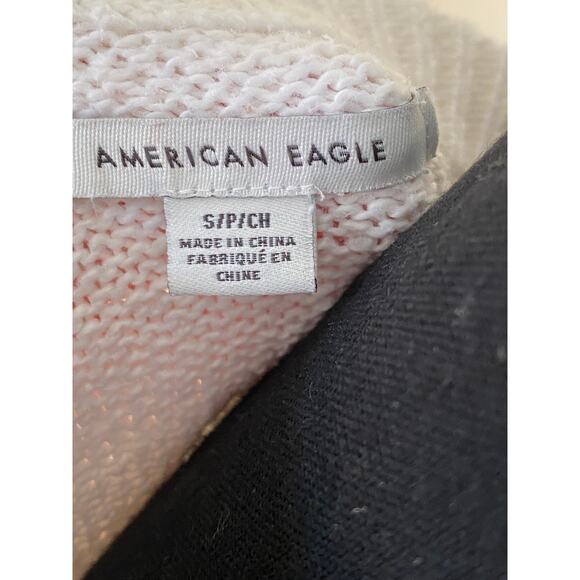 AMERICAN EAGLE
S/P/CH
MADE IN CHINA
FABRIQUÉ EN
CHINE